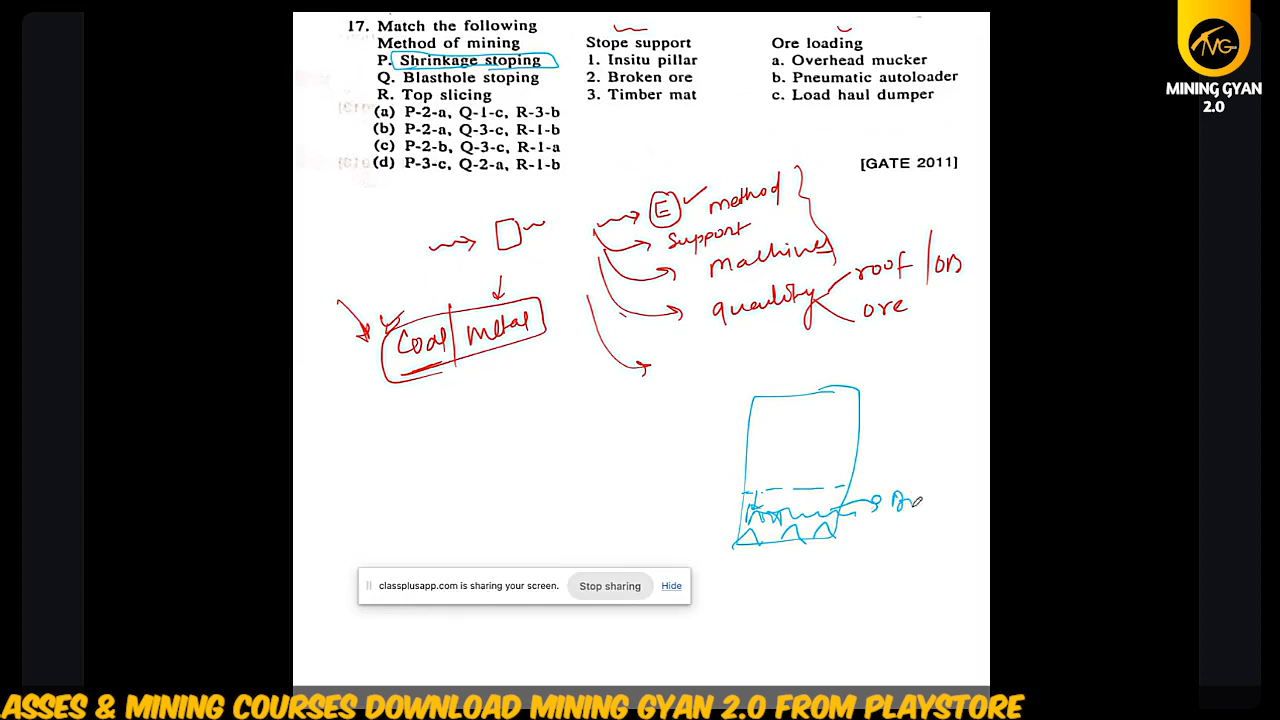 17. Match the following
Method of mining Stope support Ore loading
P. Shrinkage stoping 1. Insitu pillar a. Overhead mucker
Q. Blasthole stoping 2. Broken ore b. Pneumatic autoloader
R. Top slicing 3. Timber mat c. Load haul dumper
(a) P-2-a, Q-1-c, R-3-b
(b) P-2-a, Q-3-c, R-1-b
(c) P-2-b, Q-3-c, R-1-a
(d) P-3-c, Q-2-a, R-1-b [GATE 2011]
E method
Support
machines
quality roof / OB
ore
Coal | metal
classplusapp.com is sharing your screen. Stop sharing Hide
TMG
MINING GYAN
2.0
ASSES & MINING COURSES DOWNLOAD MINING GYAN 2.0 FROM PLAYSTORE